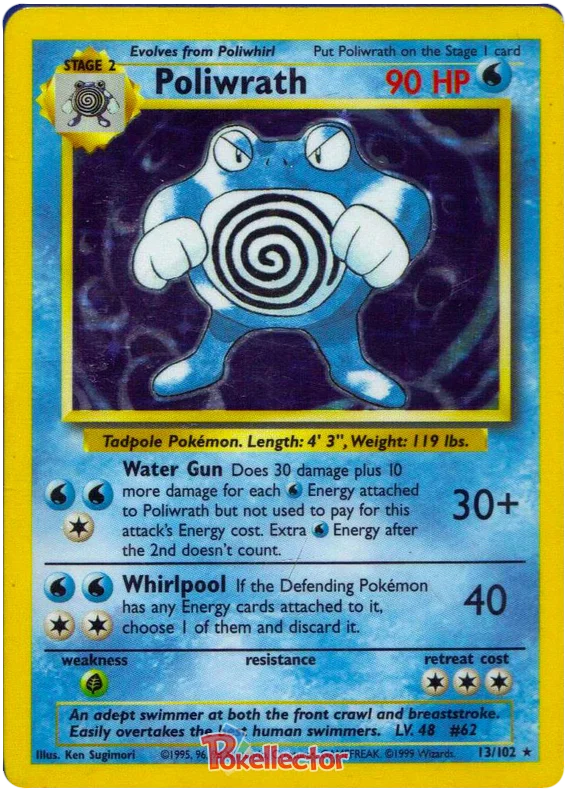 Evolves from Poliwhirl Put Poliwrath on the Stage 1 card
STAGE 2
Poliwrath 90 HP
Tadpole Pokémon. Length: 4' 3", Weight: 119 lbs.
Water Gun Does 30 damage plus 10
more damage for each Energy attached
to Poliwrath but not used to pay for this
attack's Energy cost. Extra Energy after
the 2nd doesn't count.
30+
Whirlpool If the Defending Pokémon
has any Energy cards attached to it,
choose 1 of them and discard it.
40
weakness resistance retreat cost
An adept swimmer at both the front crawl and breaststroke.
Easily overtakes the best human swimmers. LV. 48 #62
Illus. Ken Sugimori ©1995, 96, GAMEFREAK. ©1999 Wizards. 13/102 ★
Pokellector